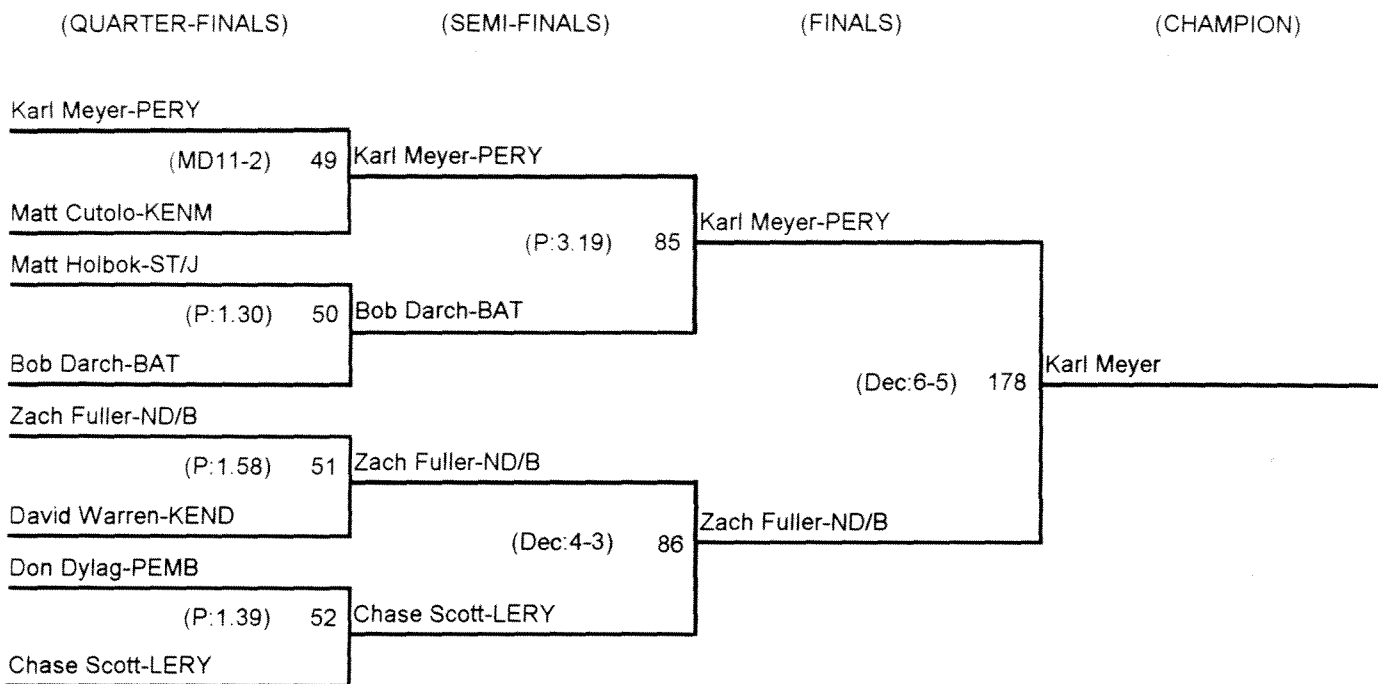 (QUARTER-FINALS) (SEMI-FINALS) (FINALS) (CHAMPION)
Karl Meyer-PERY
(MD11-2) 49 Karl Meyer-PERY
Matt Cutolo-KENM
Karl Meyer-PERY
(P:3.19) 85
Matt Holbok-ST/J
(P:1.30) 50 Bob Darch-BAT
Bob Darch-BAT
Karl Meyer
(Dec:6-5) 178
Zach Fuller-ND/B
(P:1.58) 51 Zach Fuller-ND/B
David Warren-KEND
Zach Fuller-ND/B
(Dec:4-3) 86
Don Dylag-PEMB
(P:1.39) 52 Chase Scott-LERY
Chase Scott-LERY